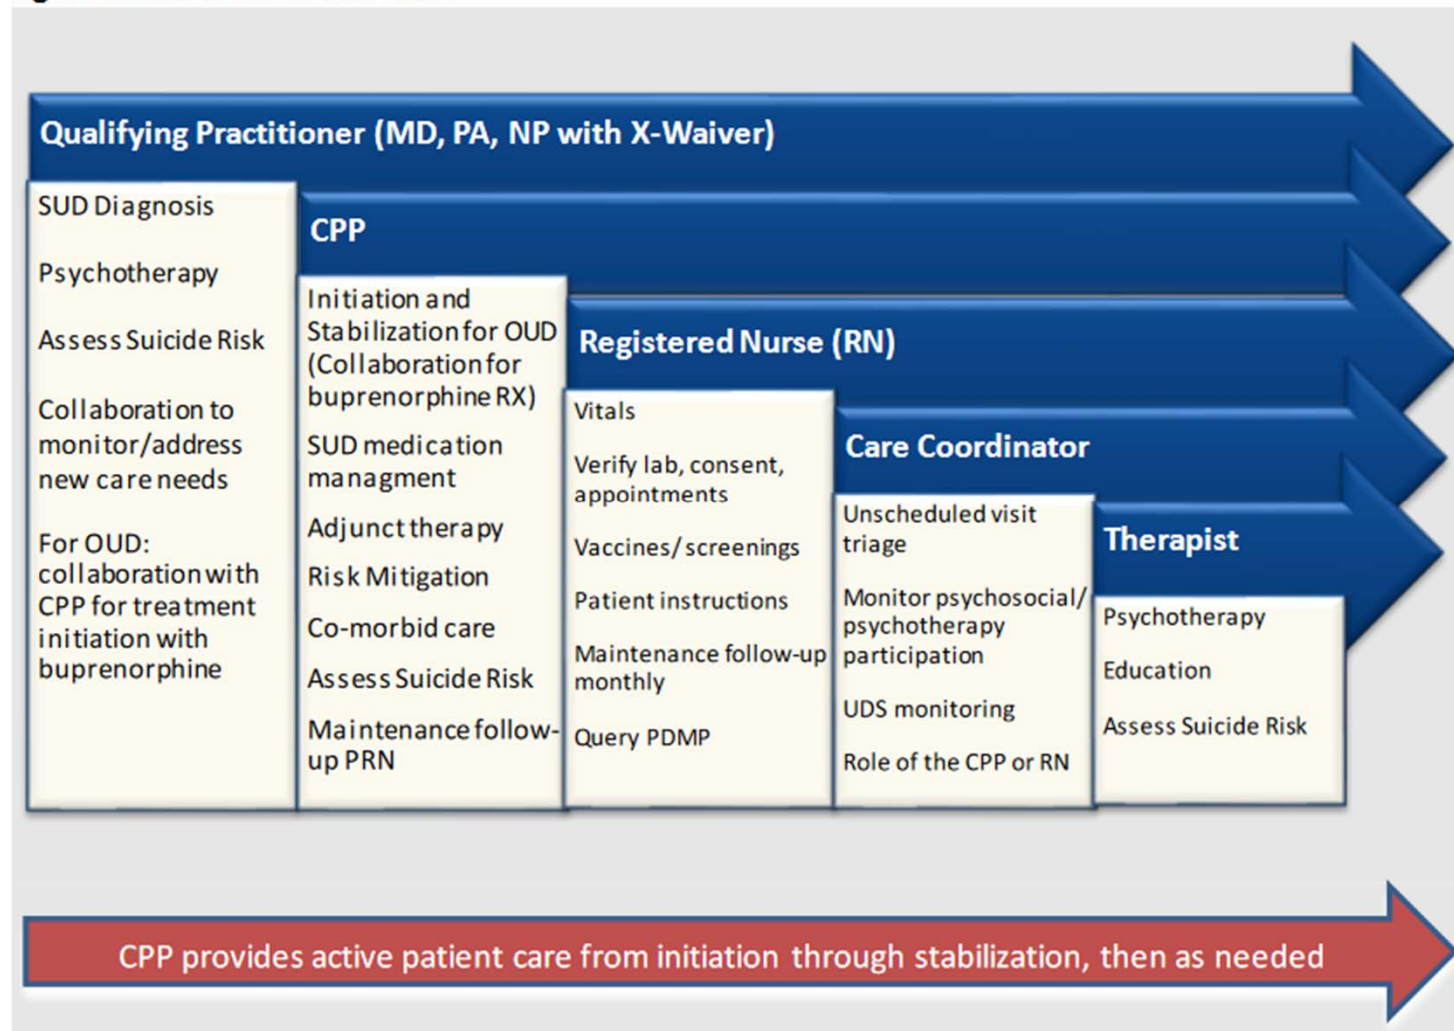 Qualifying Practitioner (MD, PA, NP with X-Waiver)
SUD Diagnosis
Psychotherapy
Assess Suicide Risk
Collaboration to
monitor/address
new care needs
For OUD:
collaboration with
CPP for treatment
initiation with
buprenorphine
CPP
Initiation and
Stabilization for OUD
(Collaboration for
buprenorphine RX)
SUD medication
managment
Adjunct therapy
Risk Mitigation
Co-morbid care
Assess Suicide Risk
Maintenance follow-
up PRN
Registered Nurse (RN)
Vitals
Verify lab, consent,
appointments
Vaccines/screenings
Patient instructions
Maintenance follow-up
monthly
Query PDMP
Care Coordinator
Unscheduled visit
triage
Monitor psychosocial/
psychotherapy
participation
UDS monitoring
Role of the CPP or RN
Therapist
Psychotherapy
Education
Assess Suicide Risk
CPP provides active patient care from initiation through stabilization, then as needed